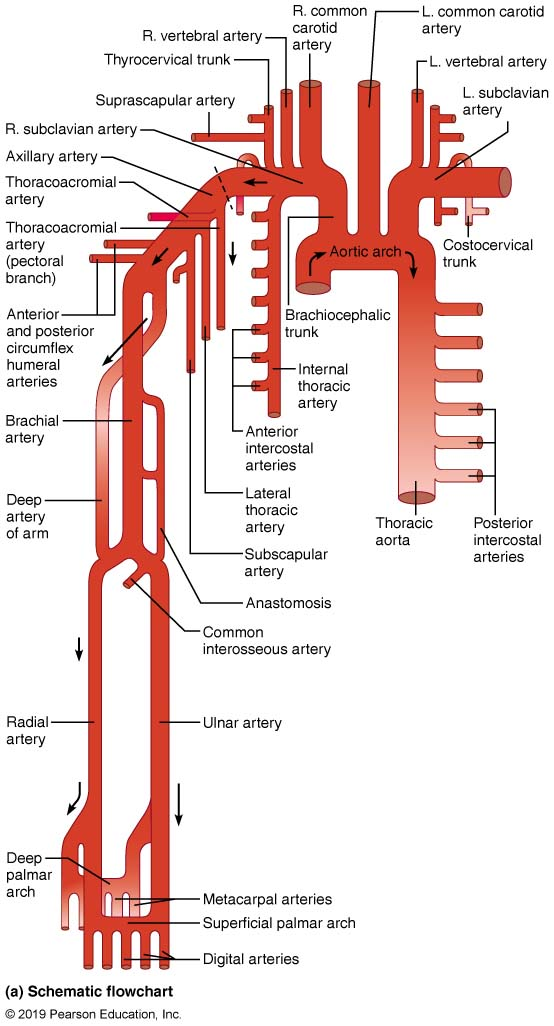 R. common
carotid
artery
L. common carotid
artery
R. vertebral artery
Thyrocervical trunk
L. vertebral artery
L. subclavian
artery
Suprascapular artery
R. subclavian artery
Axillary artery
Thoracoacromial
artery
Thoracoacromial
artery
(pectoral
branch)
Aortic arch
Costocervical
trunk
Anterior
and posterior
circumflex
humeral
arteries
Brachiocephalic
trunk
Internal
thoracic
artery
Brachial
artery
Anterior
intercostal
arteries
Deep
artery
of arm
Lateral
thoracic
artery
Thoracic
aorta
Posterior
intercostal
arteries
Subscapular
artery
Anastomosis
Common
interosseous artery
Radial
artery
Ulnar artery
Deep
palmar
arch
Metacarpal arteries
Superficial palmar arch
Digital arteries
(a) Schematic flowchart
© 2019 Pearson Education, Inc.